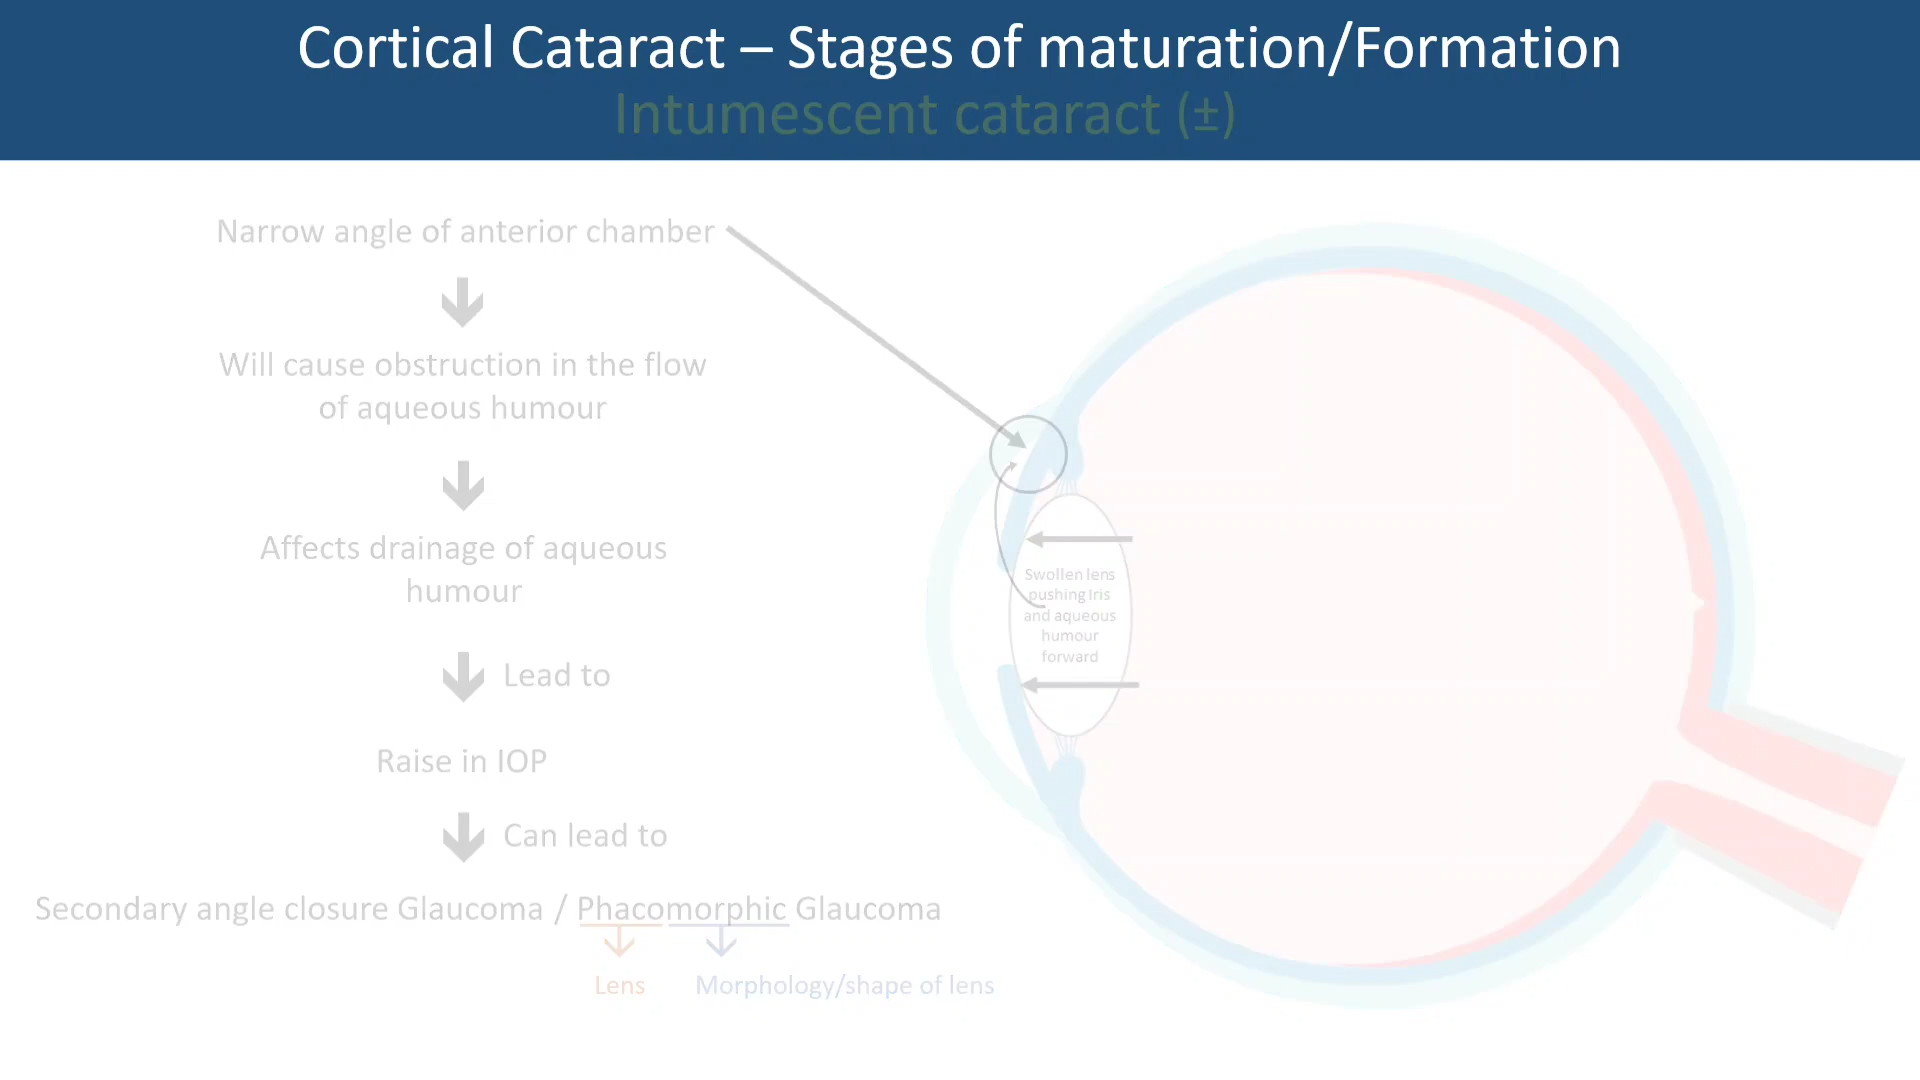 Cortical Cataract – Stages of maturation/Formation
Intumescent cataract (±)
Narrow angle of anterior chamber
Will cause obstruction in the flow
of aqueous humour
Affects drainage of aqueous
humour
Lead to
Raise in IOP
Can lead to
Secondary angle closure Glaucoma / Phacomorphic Glaucoma
Lens
Morphology/shape of lens
Swollen lens
pushing Iris
and aqueous
humour
forward